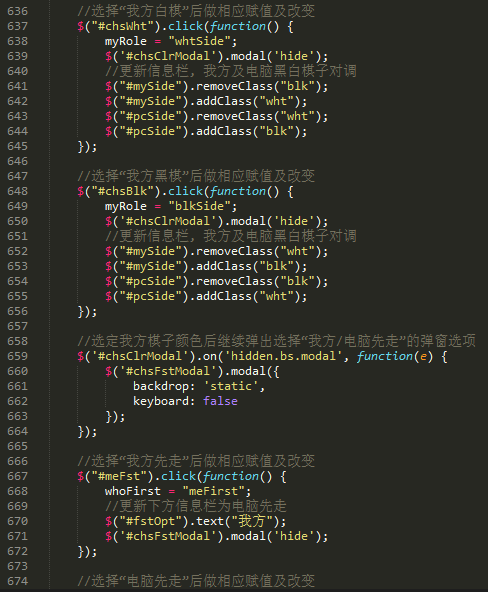 636 //选择“我方白棋”后做相应赋值及改变
637 $("#chsWht").click(function() {
638 myRole = "whtSide";
639 $('#chsClrModal').modal('hide');
640 //更新信息栏，我方及电脑黑白棋子对调
641 $("#mySide").removeClass("blk");
642 $("#mySide").addClass("wht");
643 $("#pcSide").removeClass("wht");
644 $("#pcSide").addClass("blk");
645 });
646
647 //选择“我方黑棋”后做相应赋值及改变
648 $("#chsBlk").click(function() {
649 myRole = "blkSide";
650 $('#chsClrModal').modal('hide');
651 //更新信息栏，我方及电脑黑白棋子对调
652 $("#mySide").removeClass("wht");
653 $("#mySide").addClass("blk");
654 $("#pcSide").removeClass("blk");
655 $("#pcSide").addClass("wht");
656 });
657
658 //选定我方棋子颜色后继续弹出选择“我方/电脑先走”的弹窗选项
659 $('#chsClrModal').on('hidden.bs.modal', function(e) {
660 $('#chsFstModal').modal({
661 backdrop: 'static',
662 keyboard: false
663 });
664 });
665
666 //选择“我方先走”后做相应赋值及改变
667 $("#meFst").click(function() {
668 whoFirst = "meFirst";
669 //更新下方信息栏为电脑先走
670 $("#fstOpt").text("我方");
671 $('#chsFstModal').modal('hide');
672 });
673
674 //选择“电脑先走”后做相应赋值及改变